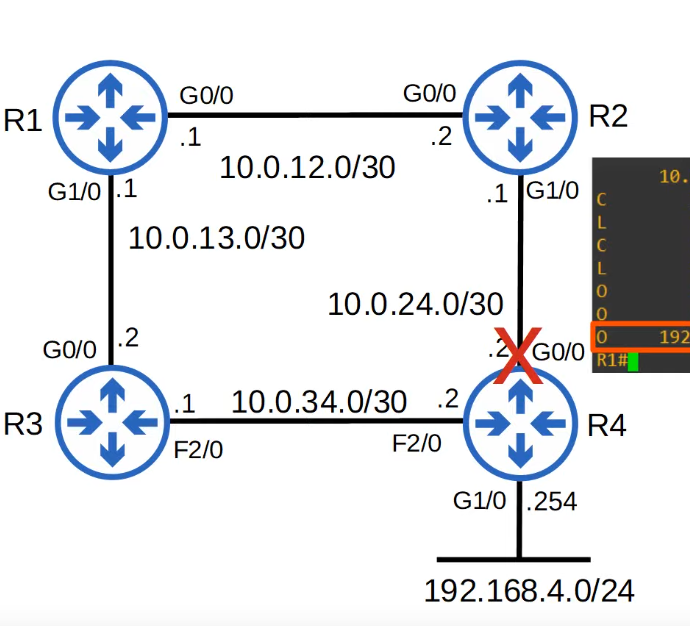 R1
G0/0
.1
G0/0
.2
R2
10.0.12.0/30
G1/0
.1
.1
G1/0
10.0.13.0/30
10.0.24.0/30
10.
C
L
C
L
O
O
O 192
R1#
G0/0
.2
.2
G0/0
R3
.1
10.0.34.0/30
.2
R4
F2/0
F2/0
G1/0
.254
192.168.4.0/24